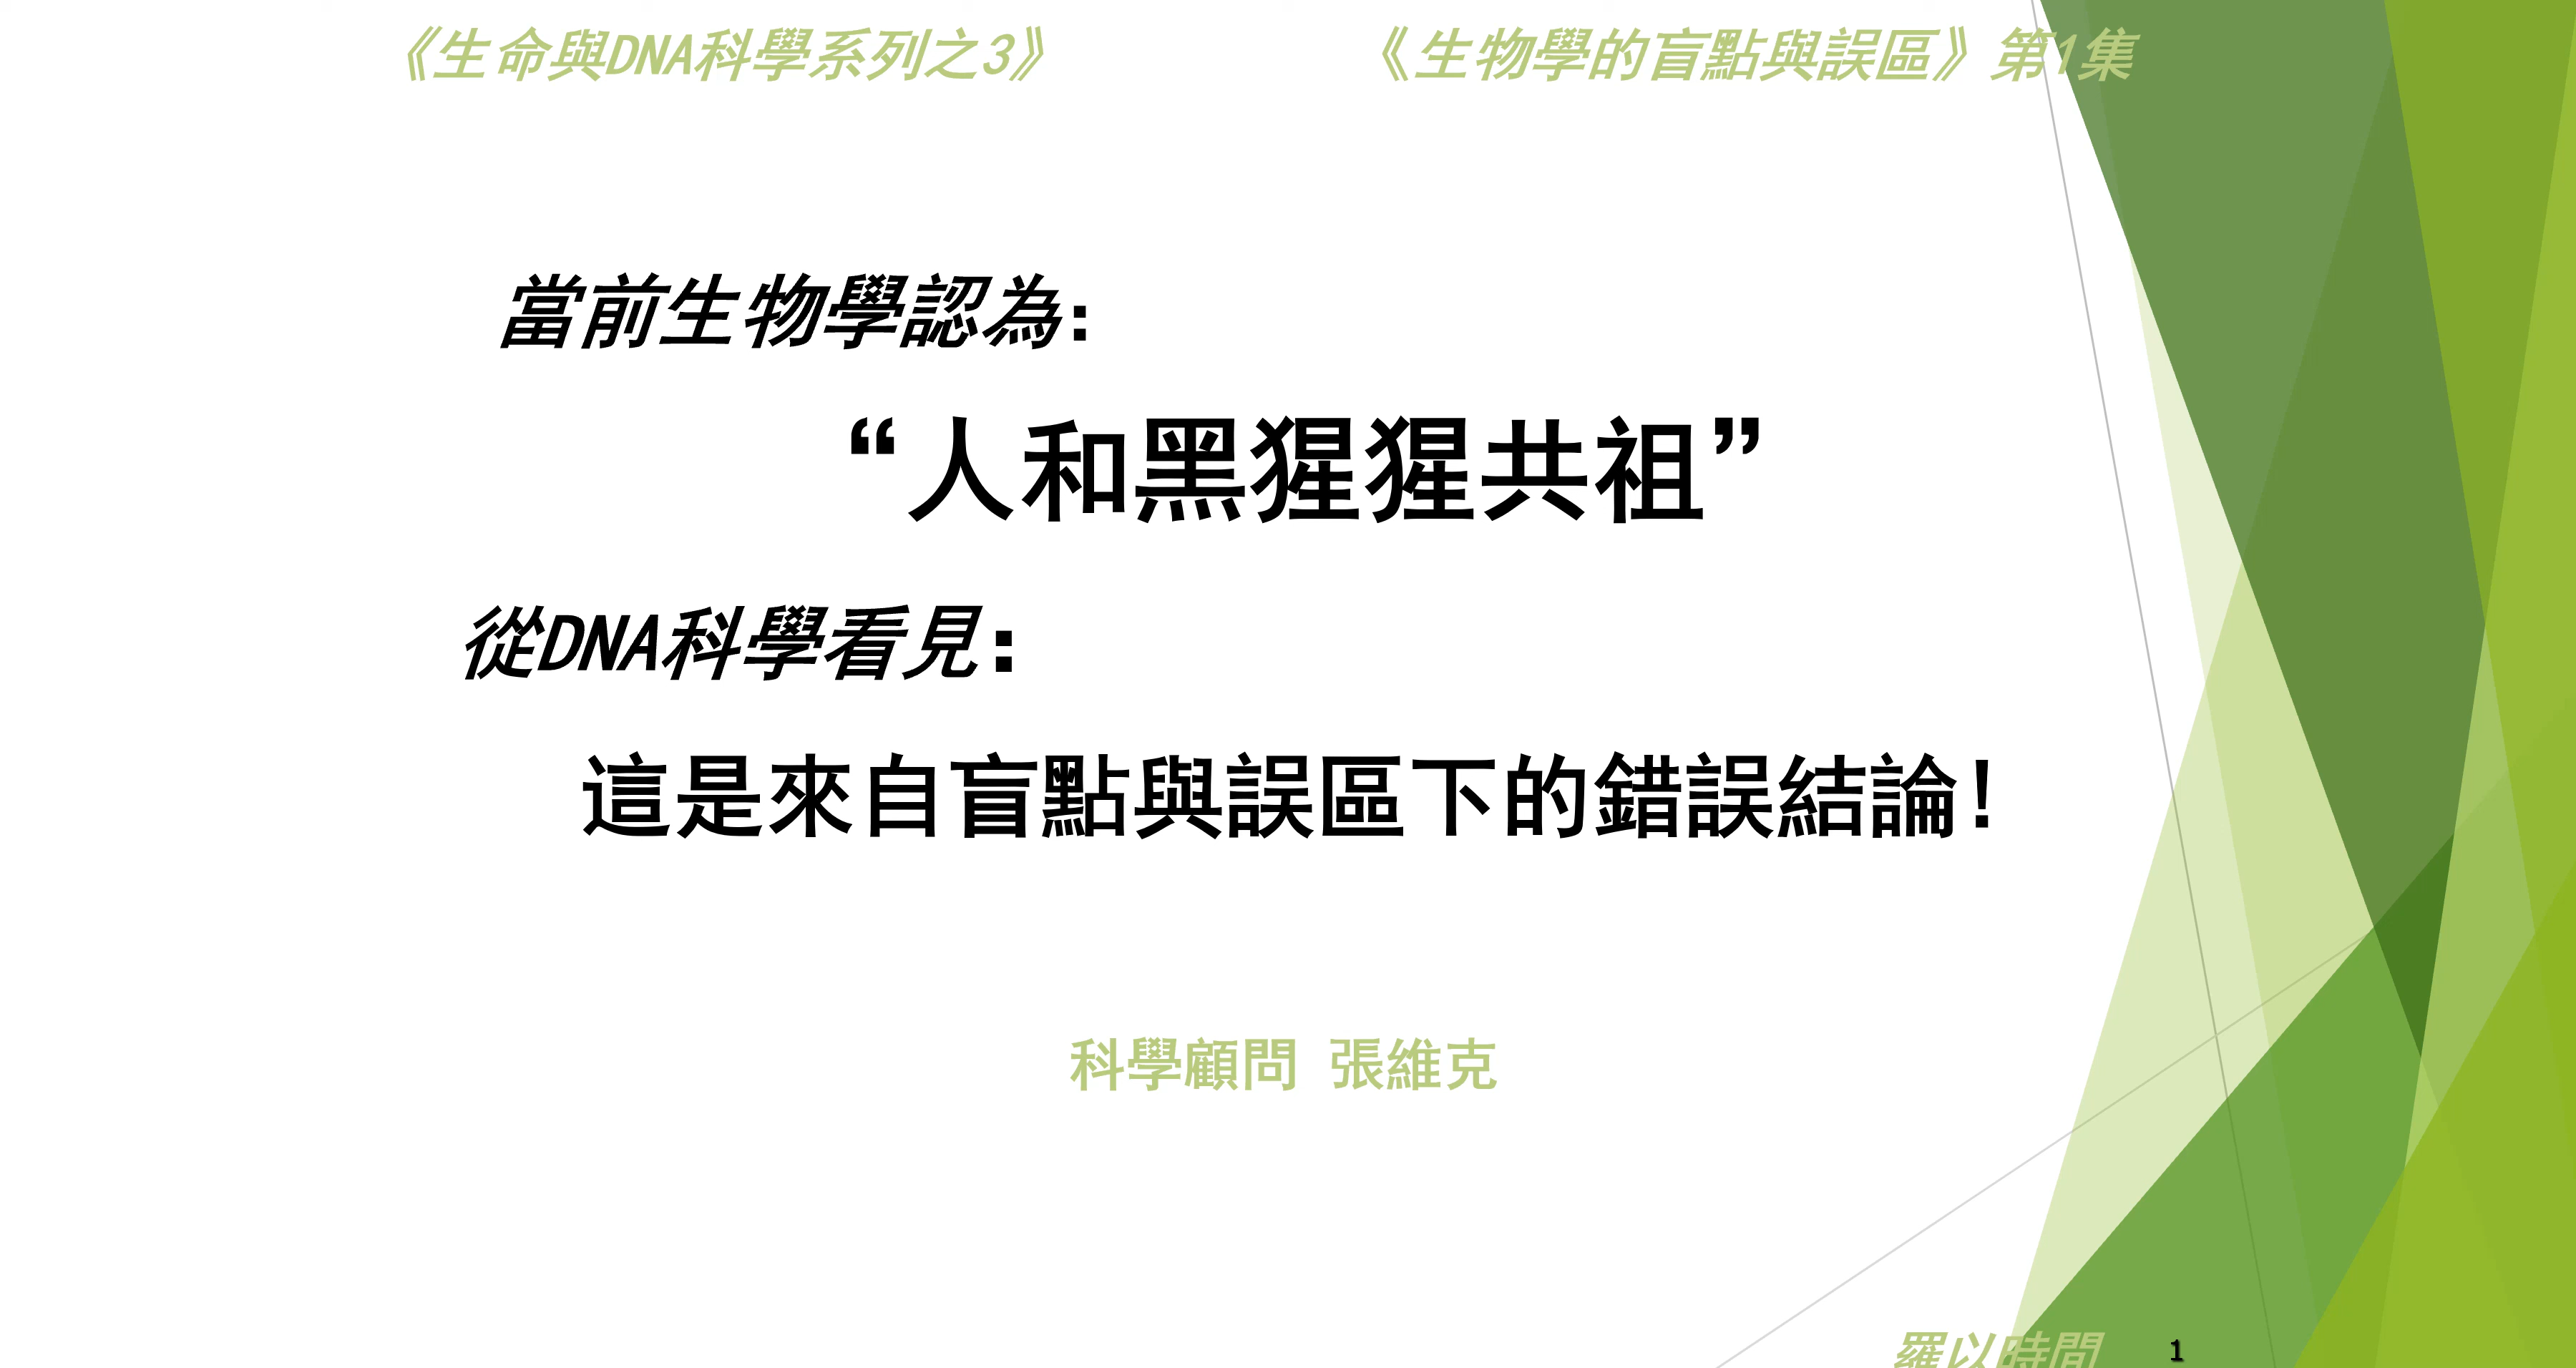 《生命與DNA科學系列之3》 《生物學的盲點與誤區》第1集
當前生物學認為:
“人和黑猩猩共祖”
從DNA科學看見:
這是來自盲點與誤區下的錯誤結論!
科學顧問 張維克
羅以時間 1